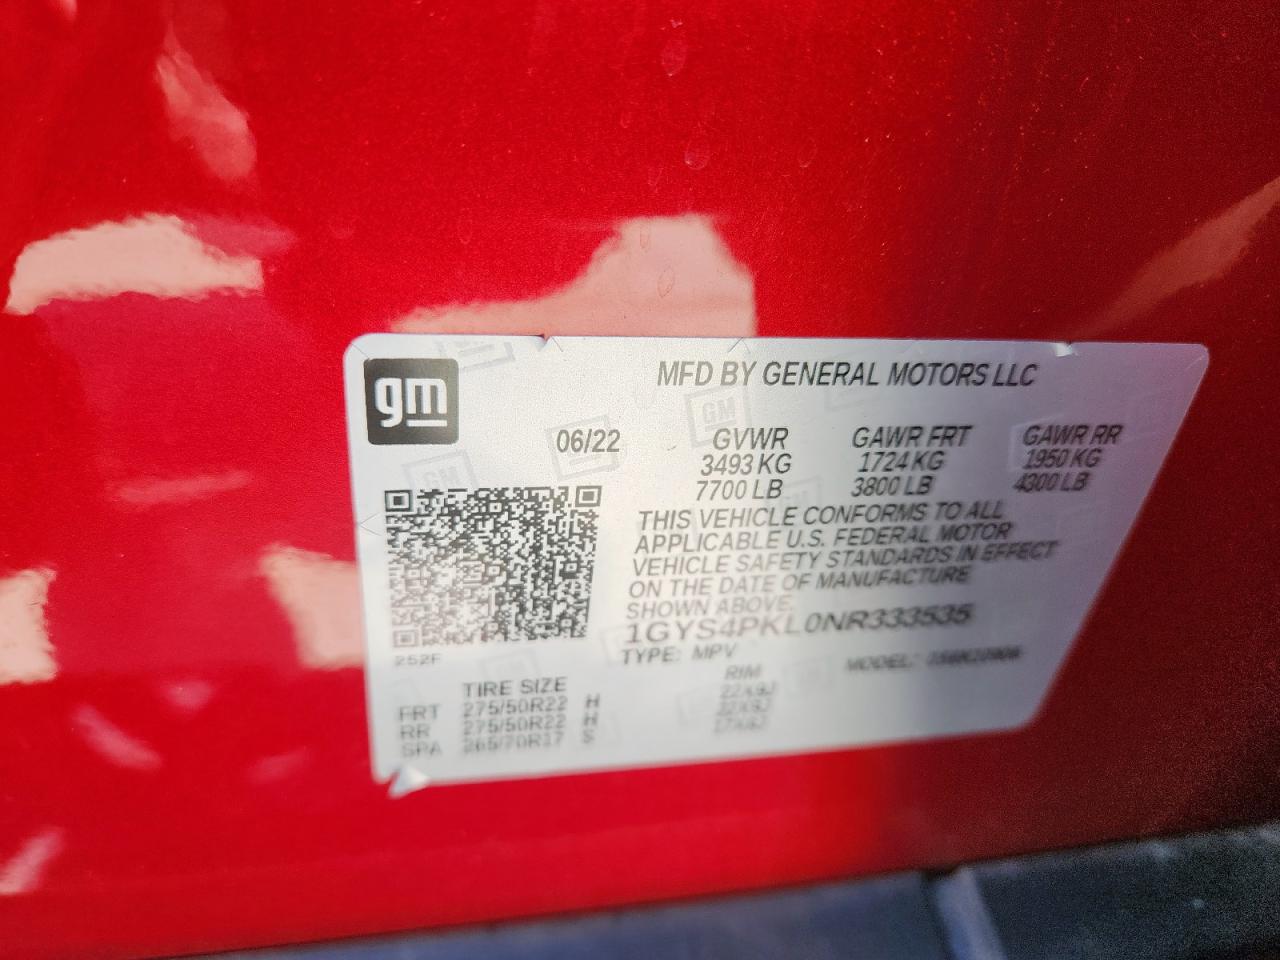 gm
MFD BY GENERAL MOTORS LLC
06/22 GVWR GAWR FRT GAWR RR
3493 KG 1724 KG 1950 KG
7700 LB 3800 LB 4300 LB
THIS VEHICLE CONFORMS TO ALL
APPLICABLE U.S. FEDERAL MOTOR
VEHICLE SAFETY STANDARDS IN EFFECT
ON THE DATE OF MANUFACTURE
SHOWN ABOVE.
1GYS4PKL0NR333535
252F
TYPE: MPV MODEL:
TIRE SIZE RIM
FRT 275/50R22 H 22X9J
RR 275/50R22 H 22X9J
SPA 265/70R17 S